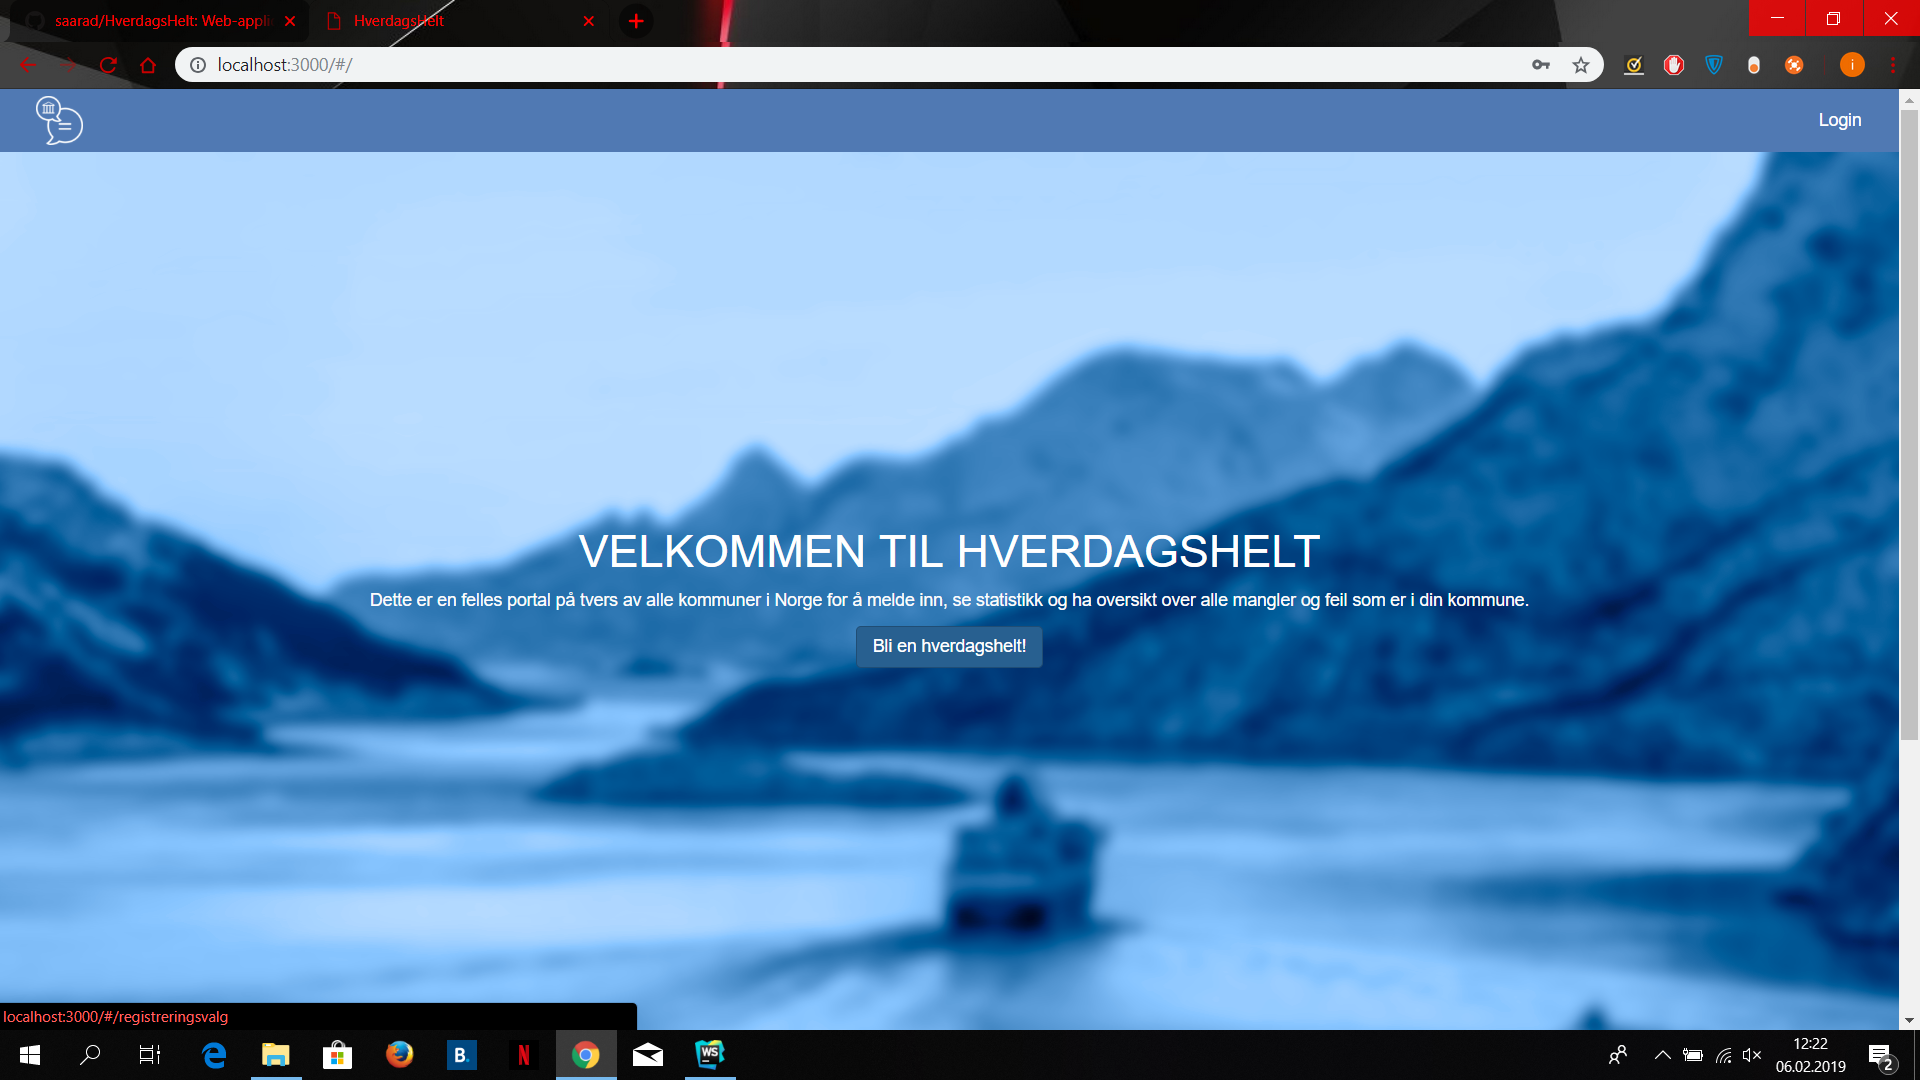 saarad/HverdagsHelt: Web-appli
HverdagsHelt
localhost:3000/#/
i
Login
VELKOMMEN TIL HVERDAGSHELT
Dette er en felles portal på tvers av alle kommuner i Norge for å melde inn, se statistikk og ha oversikt over alle mangler og feil som er i din kommune.
Bli en hverdagshelt!
localhost:3000/#/registreringsvalg
B.
N
WS
12:22
06.02.2019
2